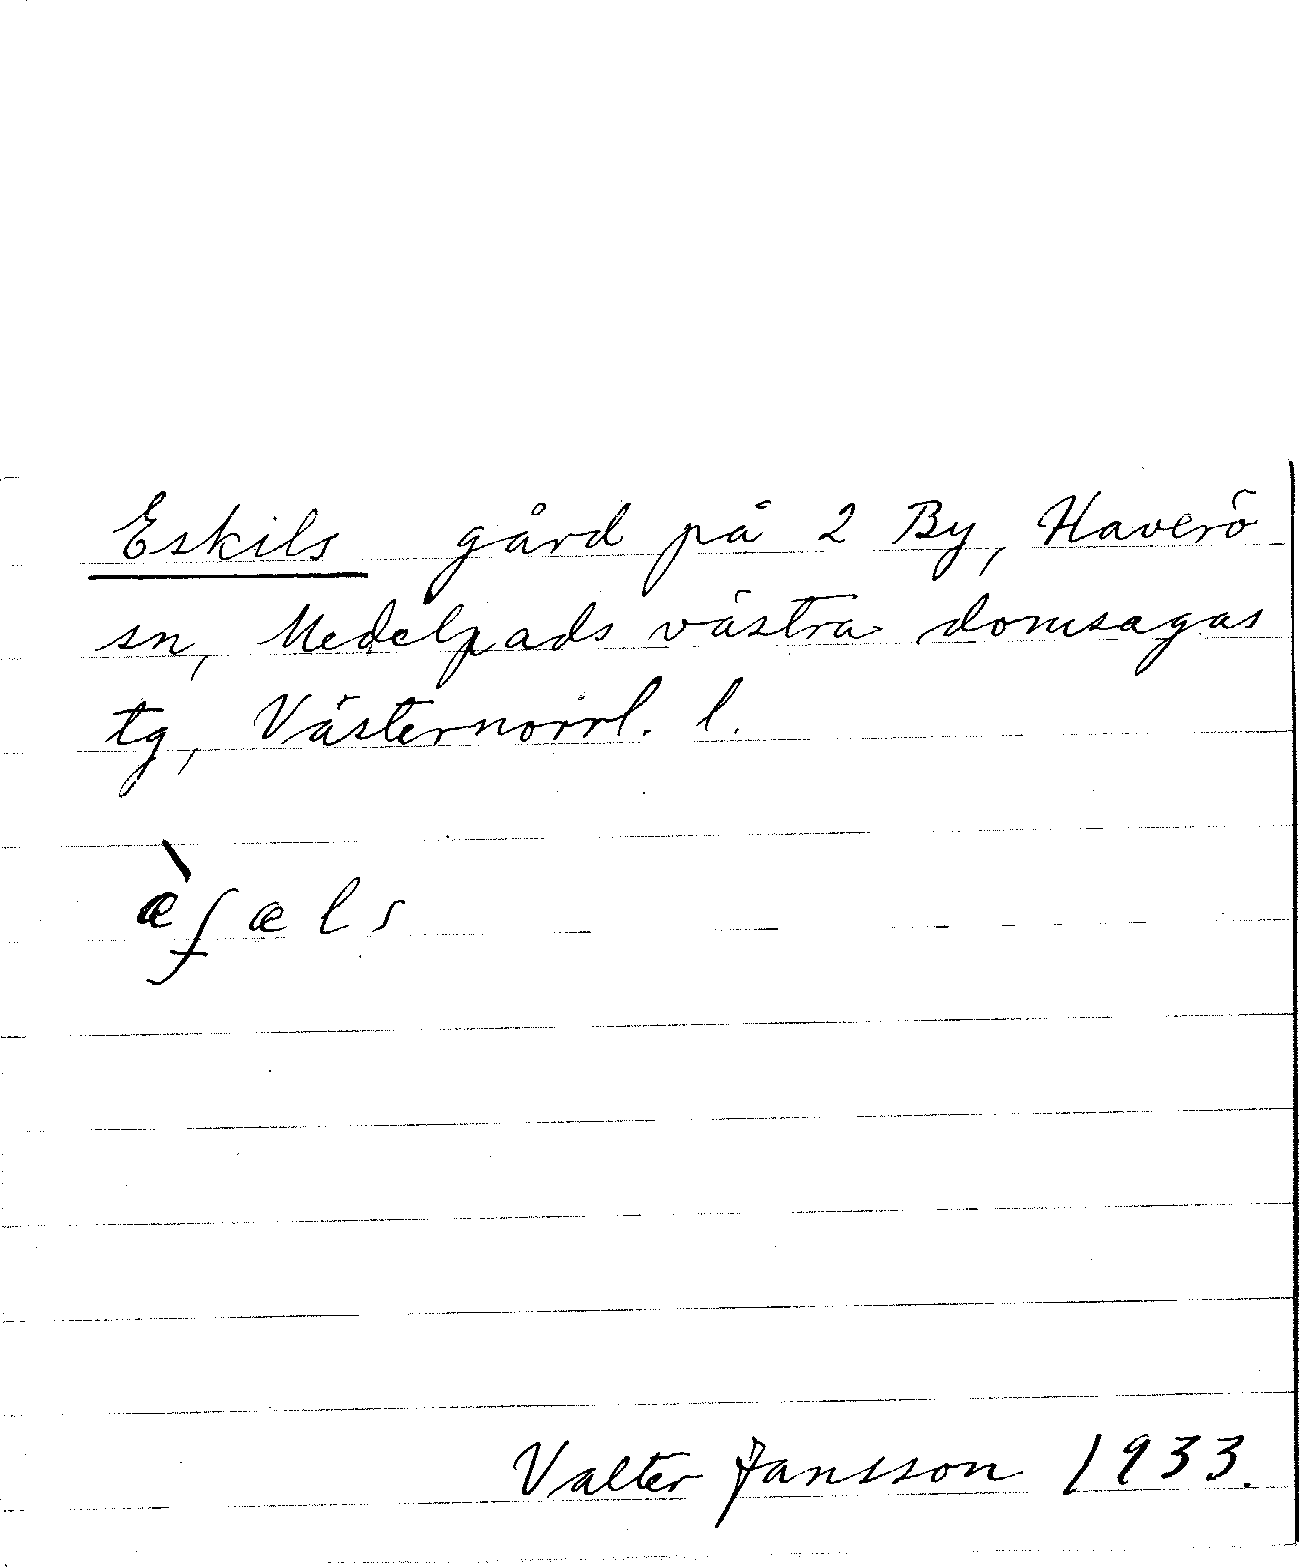 Eskils gård på 2 By, Haverö
sn, Medelpads västra domsagas
tg, Västernorrl. l.
æ̀ʃæls
Valter Jansson 1933.